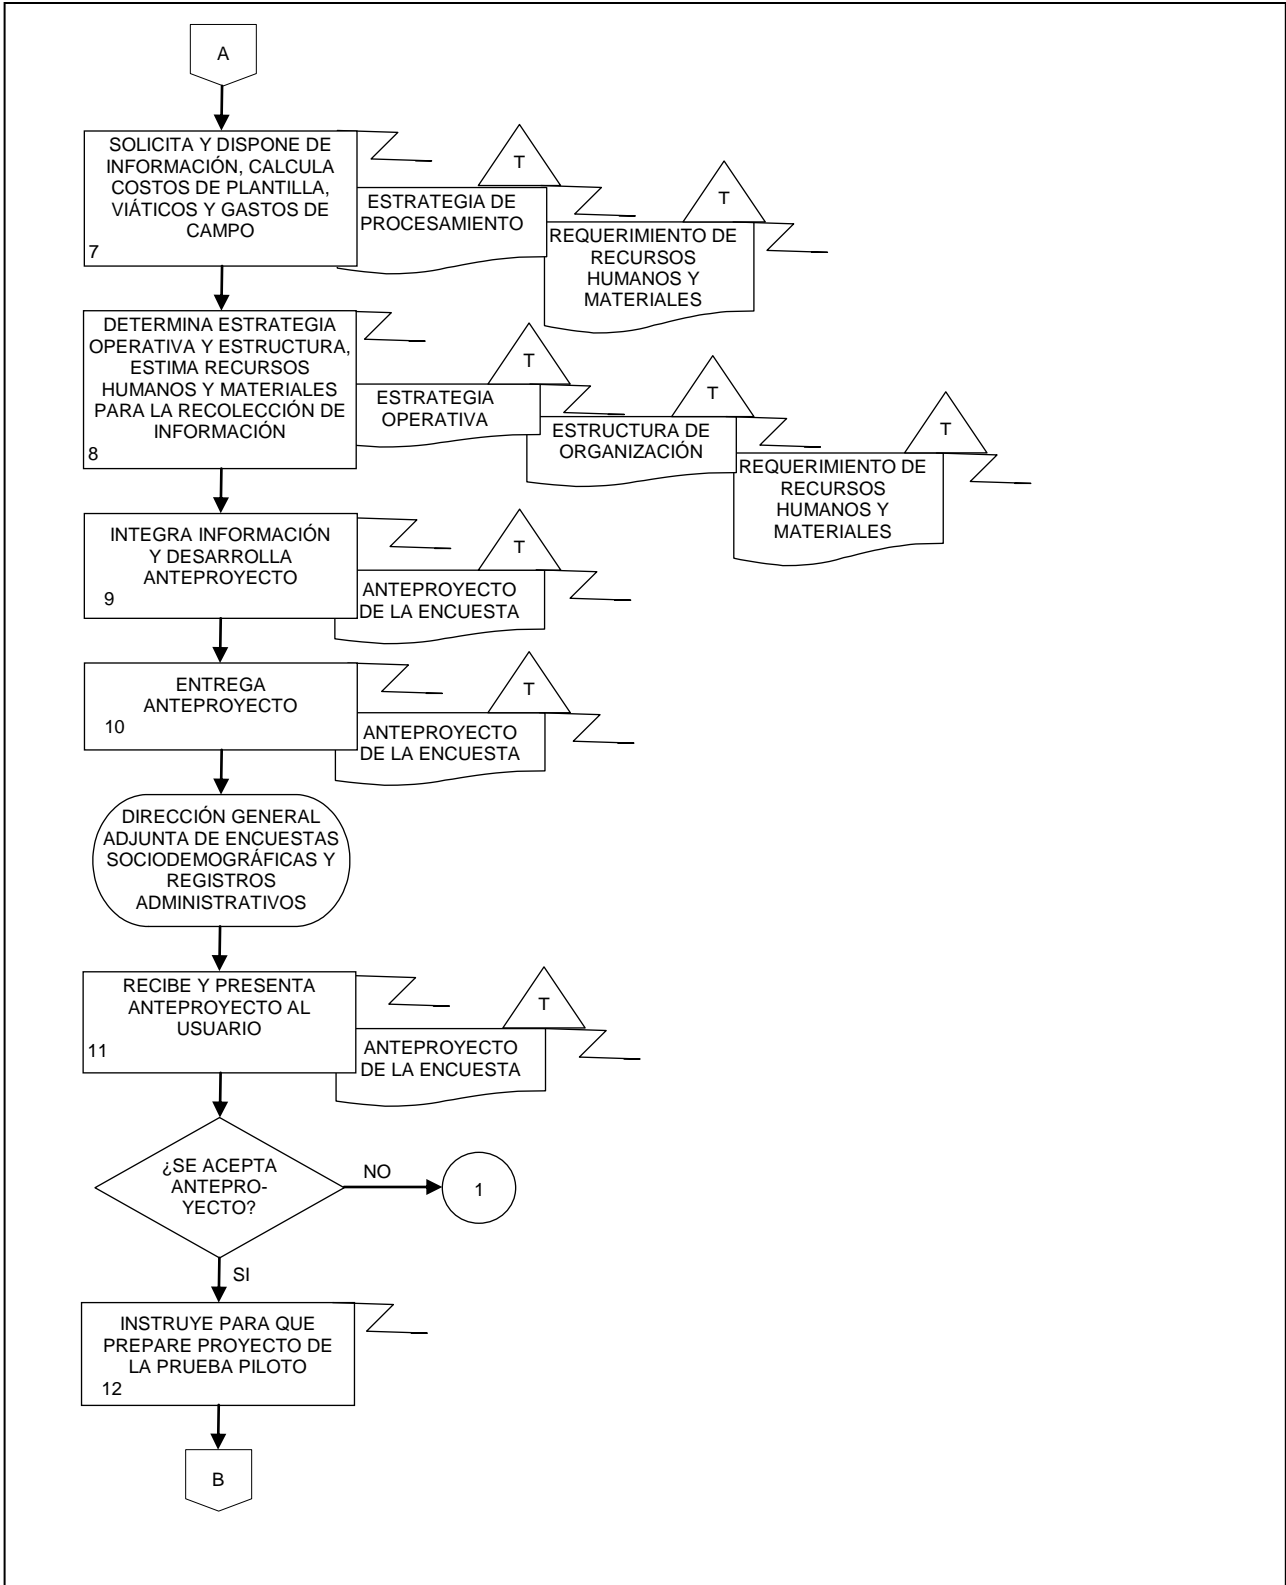 A
SOLICITA Y DISPONE DE
INFORMACIÓN, CALCULA
COSTOS DE PLANTILLA,
VIÁTICOS Y GASTOS DE
CAMPO
7
T
ESTRATEGIA DE
PROCESAMIENTO
T
REQUERIMIENTO DE
RECURSOS
HUMANOS Y
MATERIALES
DETERMINA ESTRATEGIA
OPERATIVA Y ESTRUCTURA,
ESTIMA RECURSOS
HUMANOS Y MATERIALES
PARA LA RECOLECCIÓN DE
INFORMACIÓN
8
T
ESTRATEGIA
OPERATIVA
T
ESTRUCTURA DE
ORGANIZACIÓN
T
REQUERIMIENTO DE
RECURSOS
HUMANOS Y
MATERIALES
INTEGRA INFORMACIÓN
Y DESARROLLA
ANTEPROYECTO
9
T
ANTEPROYECTO
DE LA ENCUESTA
ENTREGA
ANTEPROYECTO
10
T
ANTEPROYECTO
DE LA ENCUESTA
DIRECCIÓN GENERAL
ADJUNTA DE ENCUESTAS
SOCIODEMOGRÁFICAS Y
REGISTROS
ADMINISTRATIVOS
RECIBE Y PRESENTA
ANTEPROYECTO AL
USUARIO
11
T
ANTEPROYECTO
DE LA ENCUESTA
¿SE ACEPTA
ANTEPRO-
YECTO?
NO
1
SI
INSTRUYE PARA QUE
PREPARE PROYECTO DE
LA PRUEBA PILOTO
12
B